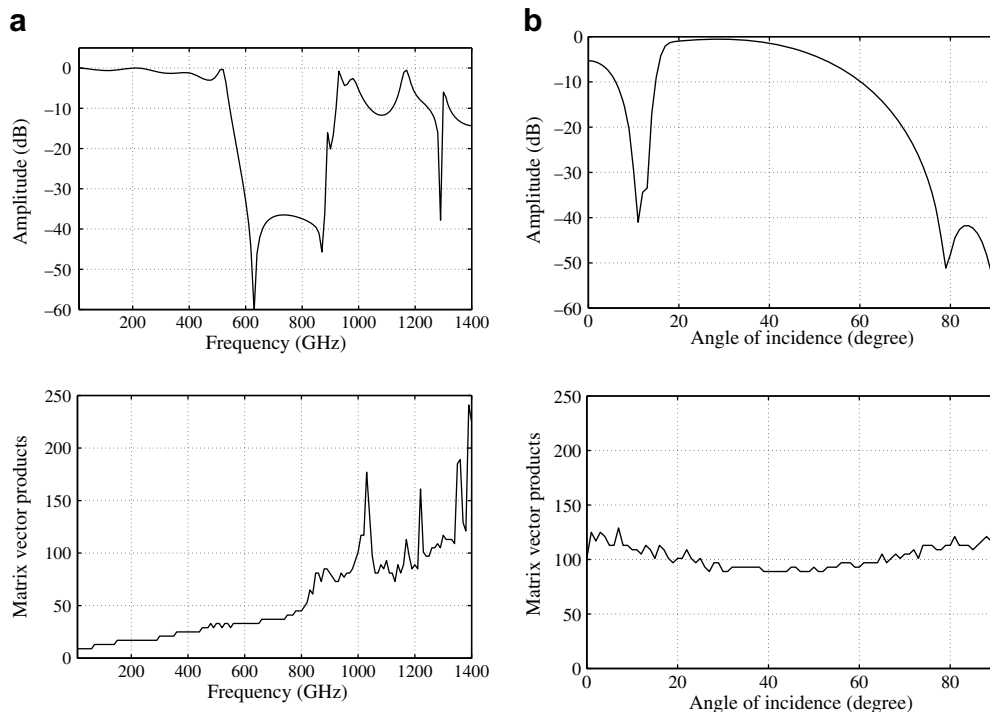 a
0
−10
−20
−30
−40
−50
−60
Amplitude (dB)
200 400 600 800 1000 1200 1400
Frequency (GHz)
b
0
−10
−20
−30
−40
−50
−60
Amplitude (dB)
0 20 40 60 80
Angle of incidence (degree)
250
200
150
100
50
0
Matrix vector products
200 400 600 800 1000 1200 1400
Frequency (GHz)
250
200
150
100
50
0
Matrix vector products
0 20 40 60 80
Angle of incidence (degree)